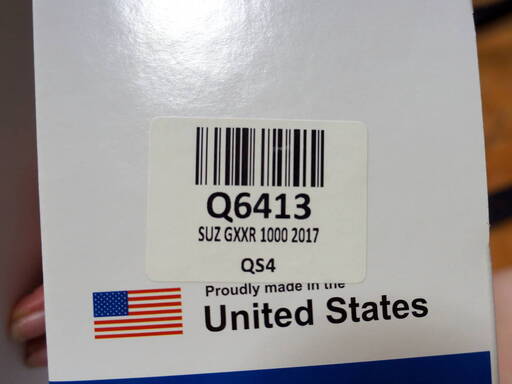 Q6413
SUZ GXXR 1000 2017
QS4
Proudly made in the
United States